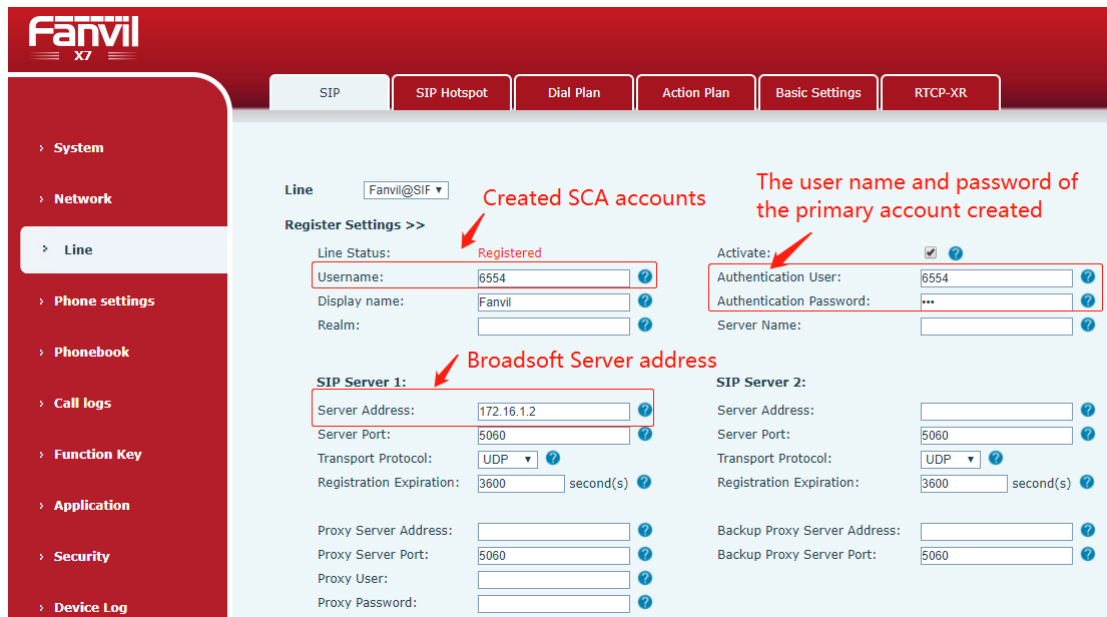 Fanvil
X7
SIP
SIP Hotspot
Dial Plan
Action Plan
Basic Settings
RTCP-XR
› System
› Network
› Line
› Phone settings
› Phonebook
› Call logs
› Function Key
› Application
› Security
› Device Log
Line Fanvil@SIF ▼
Created SCA accounts
The user name and password of
the primary account created
Register Settings >>
Line Status: Registered
Activate: ?
Username: 6554 ?
Authentication User: 6554 ?
Display name: Fanvil ?
Authentication Password: ••• ?
Realm: ?
Server Name: ?
Broadsoft Server address
SIP Server 1:
SIP Server 2:
Server Address: 172.16.1.2 ?
Server Address: ?
Server Port: 5060 ?
Server Port: 5060 ?
Transport Protocol: UDP ▼ ?
Transport Protocol: UDP ▼ ?
Registration Expiration: 3600 second(s) ?
Registration Expiration: 3600 second(s) ?
Proxy Server Address: ?
Backup Proxy Server Address: ?
Proxy Server Port: 5060 ?
Backup Proxy Server Port: 5060 ?
Proxy User: ?
Proxy Password: ?